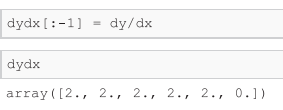 dydx[:-1] = dy/dx
dydx
array([2., 2., 2., 2., 2., 0.])